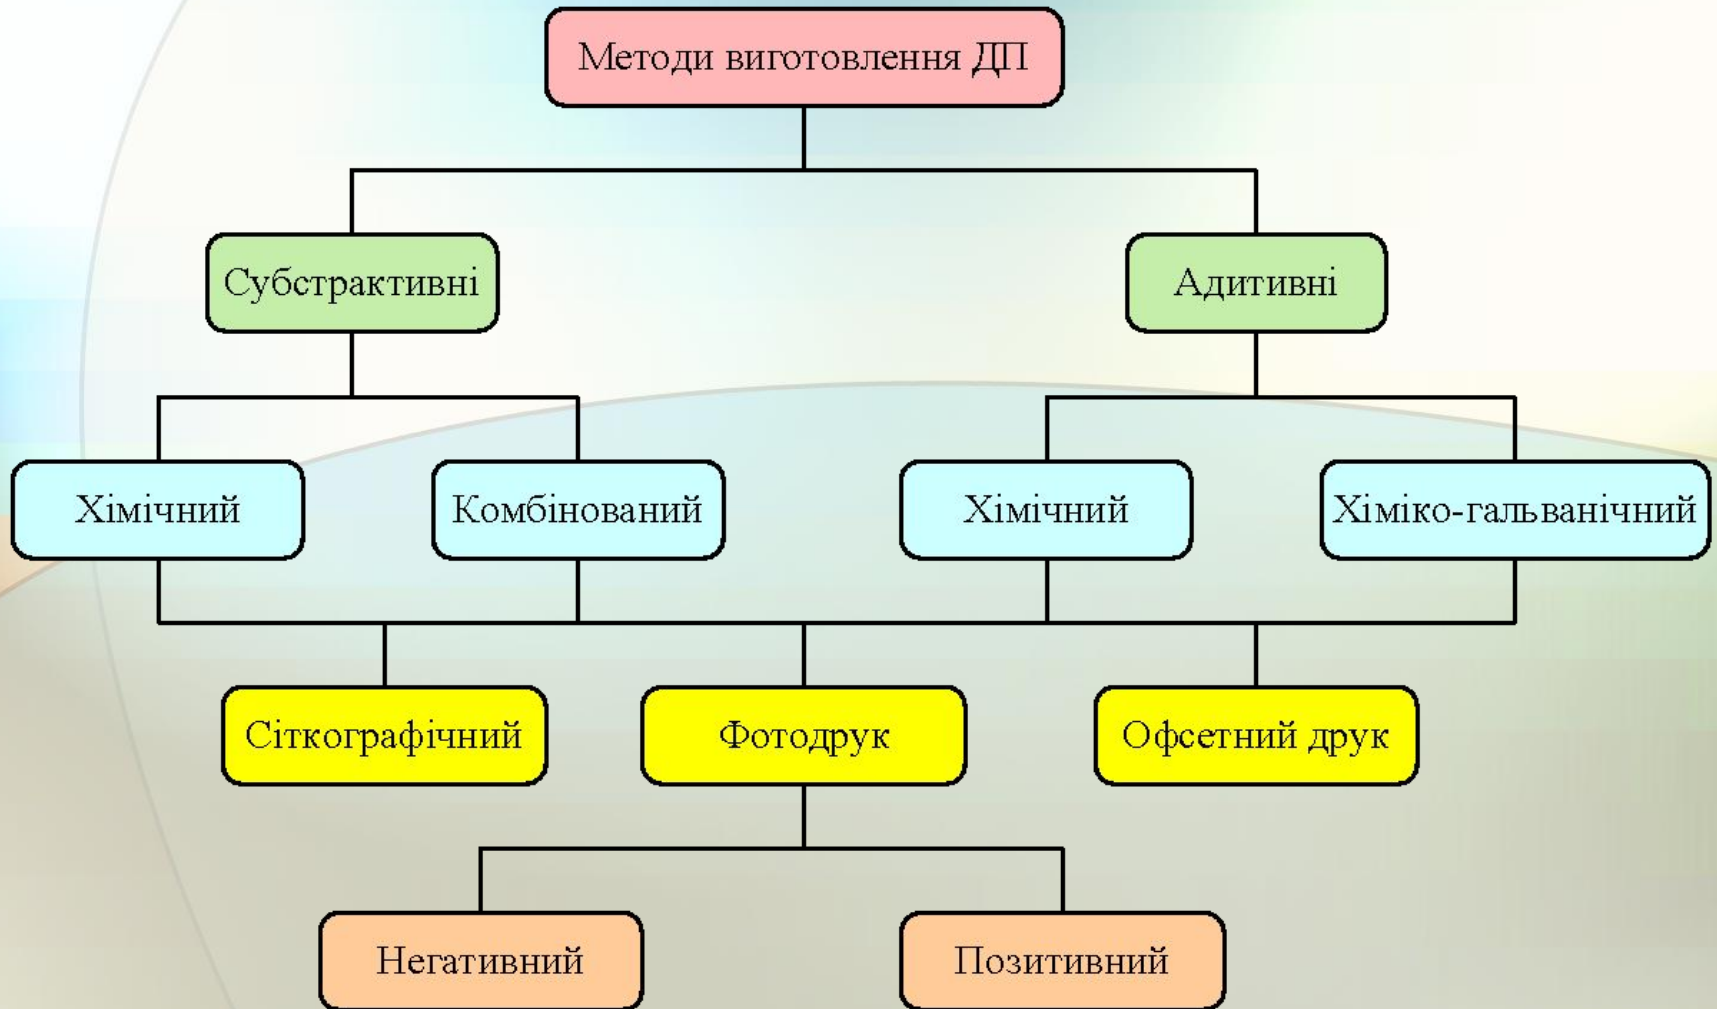 Методи виготовлення ДП
Субстрактивні
Адитивні
Хімічний
Комбінований
Хімічний
Хіміко-гальванічний
Сіткографічний
Фотодрук
Офсетний друк
Негативний
Позитивний